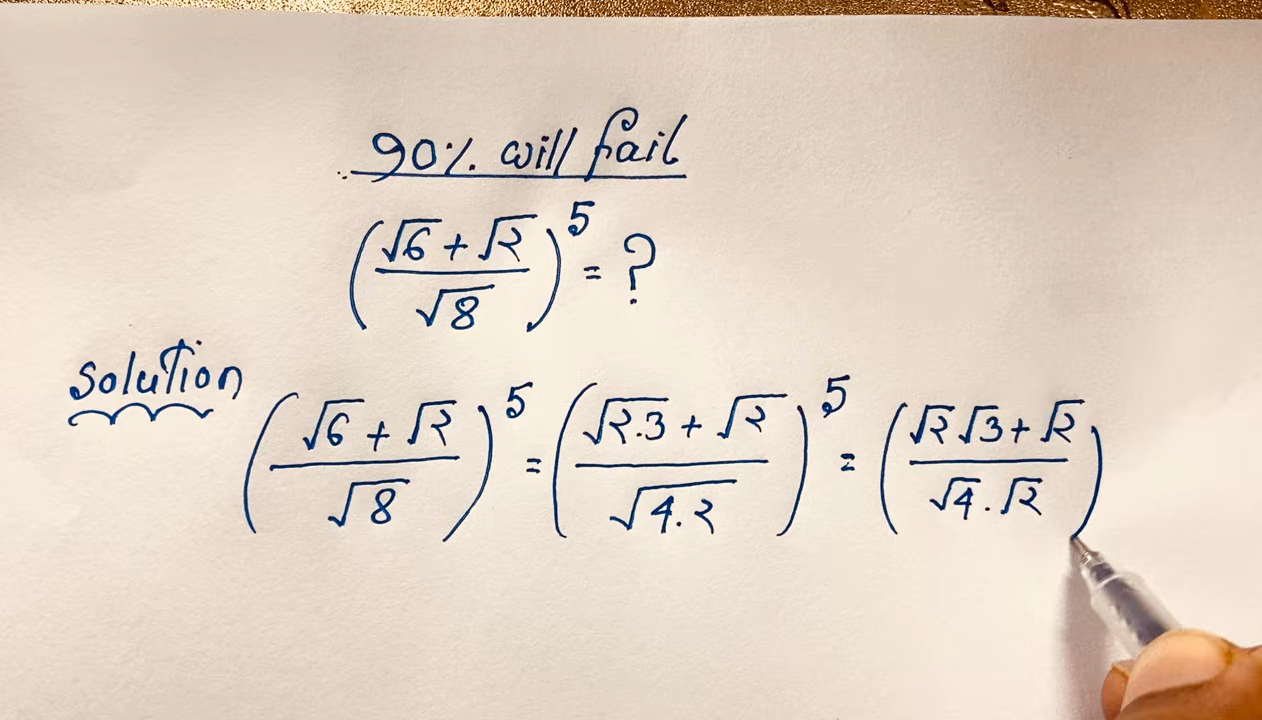 90% will fail
((√6 + √2)/√8)^5 = ?
Solution
((√6 + √2)/√8)^5 = ((√2.3 + √2)/√4.2)^5 = ((√2 √3 + √2)/(√4.√2))